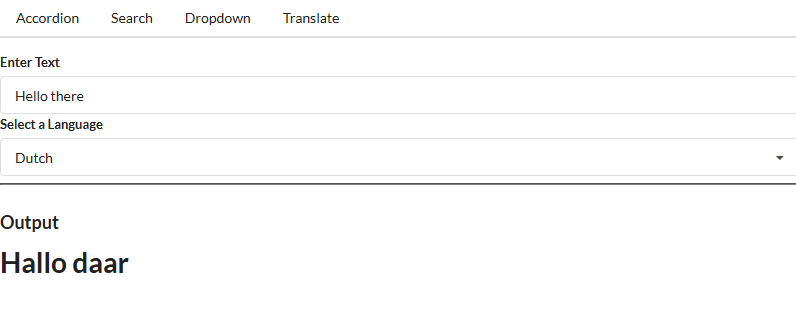 Accordion Search Dropdown Translate
Enter Text
Hello there
Select a Language
Dutch
Output
Hallo daar